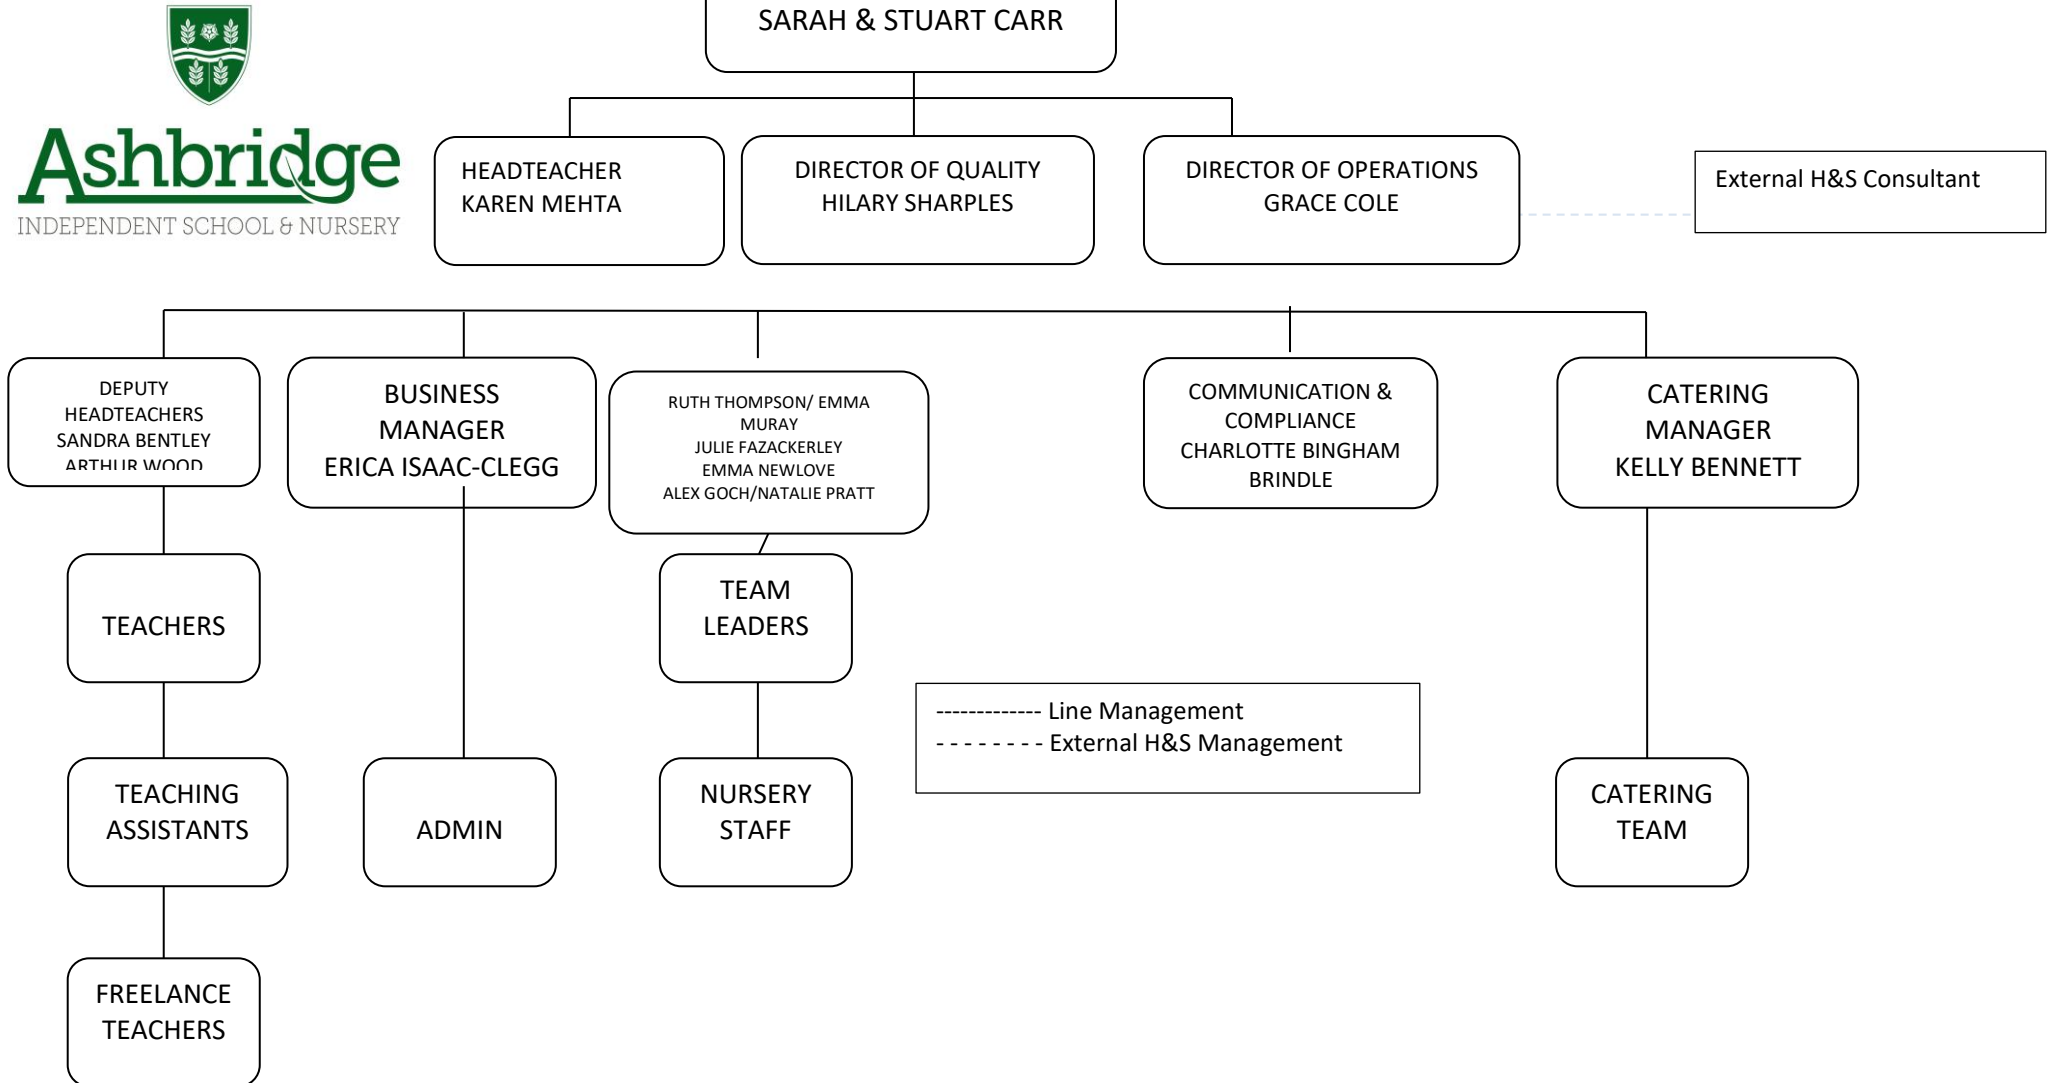 SARAH & STUART CARR
Ashbridge
INDEPENDENT SCHOOL & NURSERY
HEADTEACHER
KAREN MEHTA
DIRECTOR OF QUALITY
HILARY SHARPLES
DIRECTOR OF OPERATIONS
GRACE COLE
External H&S Consultant
DEPUTY
HEADTEACHERS
SANDRA BENTLEY
ARTHUR WOOD
BUSINESS
MANAGER
ERICA ISAAC-CLEGG
RUTH THOMPSON/ EMMA
MURAY
JULIE FAZACKERLEY
EMMA NEWLOVE
ALEX GOCH/NATALIE PRATT
COMMUNICATION &
COMPLIANCE
CHARLOTTE BINGHAM
BRINDLE
CATERING
MANAGER
KELLY BENNETT
TEACHERS
TEAM
LEADERS
------------- Line Management
- - - - - - - - External H&S Management
TEACHING
ASSISTANTS
ADMIN
NURSERY
STAFF
CATERING
TEAM
FREELANCE
TEACHERS